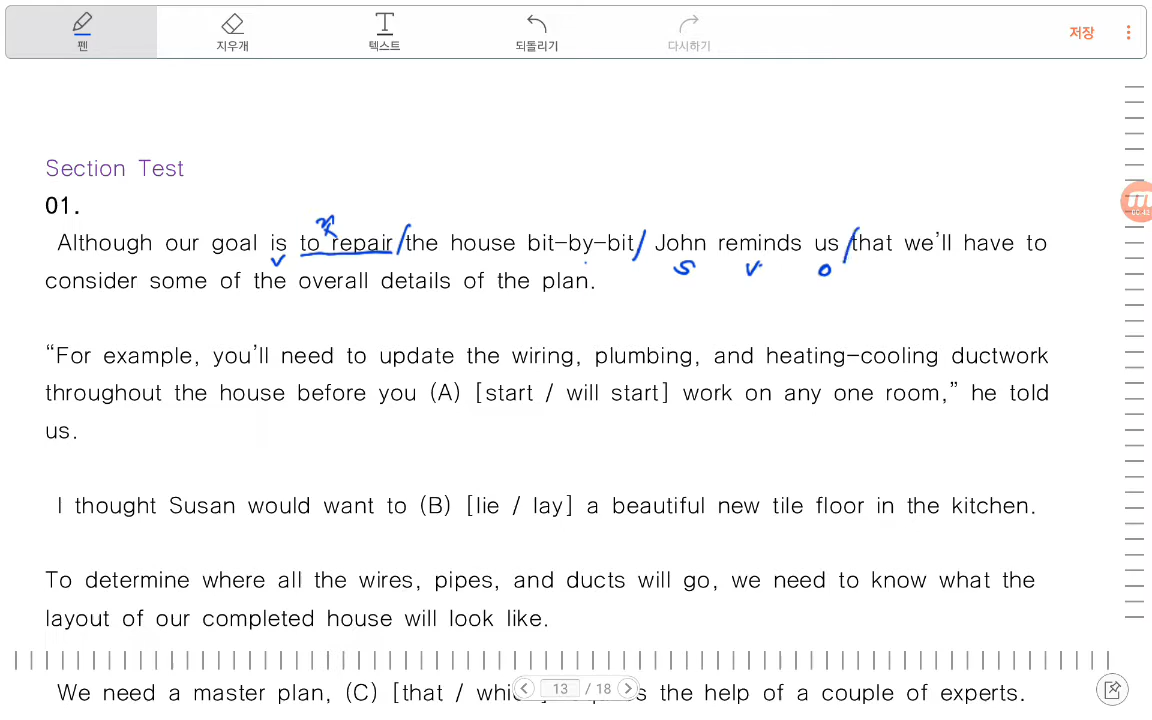 펜 지우개 텍스트 되돌리기 다시하기 저장
Section Test
01.
Although our goal is to repair the house bit-by-bit, John reminds us that we'll have to
v s v o
consider some of the overall details of the plan.
“For example, you'll need to update the wiring, plumbing, and heating-cooling ductwork
throughout the house before you (A) [start / will start] work on any one room,” he told
us.
I thought Susan would want to (B) [lie / lay] a beautiful new tile floor in the kitchen.
To determine where all the wires, pipes, and ducts will go, we need to know what the
layout of our completed house will look like.
We need a master plan, (C) [that / the help of a couple of experts.
13 / 18